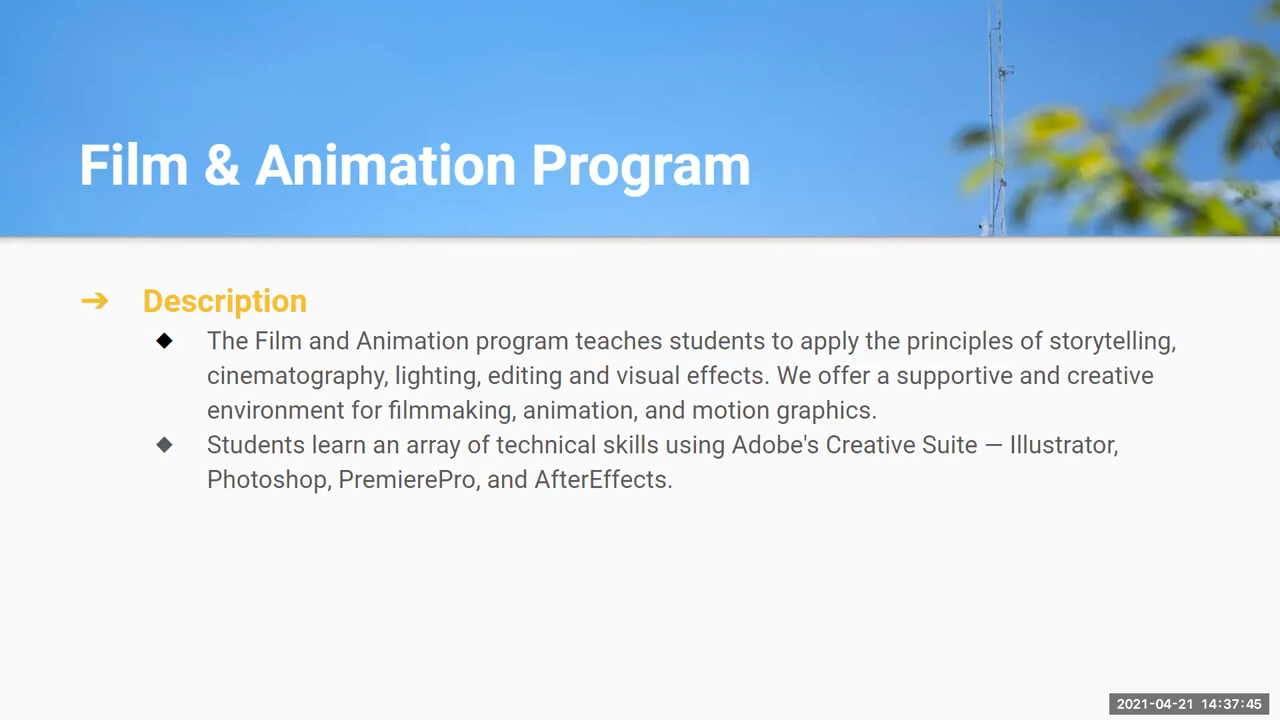 Film & Animation Program
➔ Description
◆ The Film and Animation program teaches students to apply the principles of storytelling,
cinematography, lighting, editing and visual effects. We offer a supportive and creative
environment for filmmaking, animation, and motion graphics.
◆ Students learn an array of technical skills using Adobe's Creative Suite — Illustrator,
Photoshop, PremierePro, and AfterEffects.
2021-04-21 14:37:45